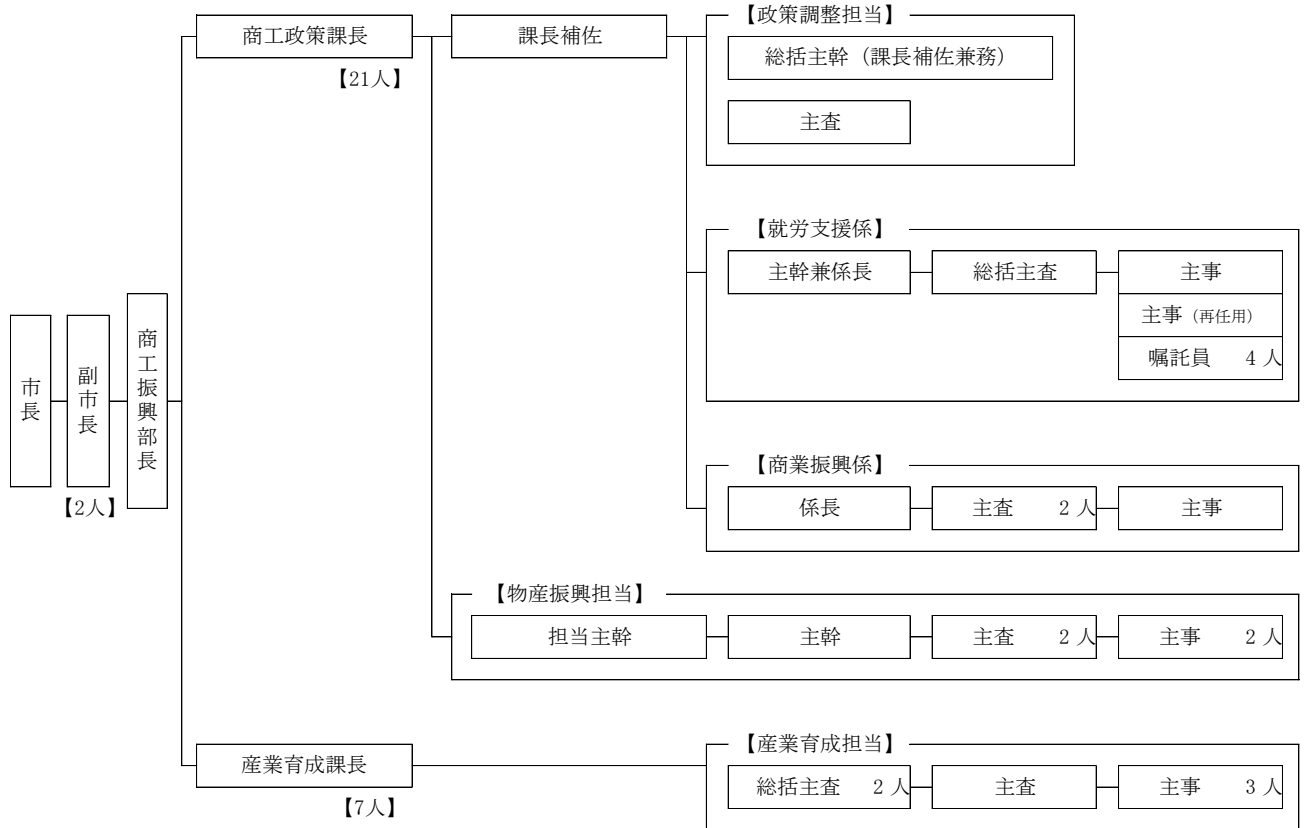 市長
副市長
【2人】
商工振興部長
商工政策課長
【21人】
課長補佐
【政策調整担当】
総括主幹（課長補佐兼務）
主査
【就労支援係】
主幹兼係長
総括主査
主事
主事（再任用）
嘱託員 4人
【商業振興係】
係長
主査 2人
主事
【物産振興担当】
担当主幹
主幹
主査 2人
主事 2人
産業育成課長
【7人】
【産業育成担当】
総括主査 2人
主査
主事 3人